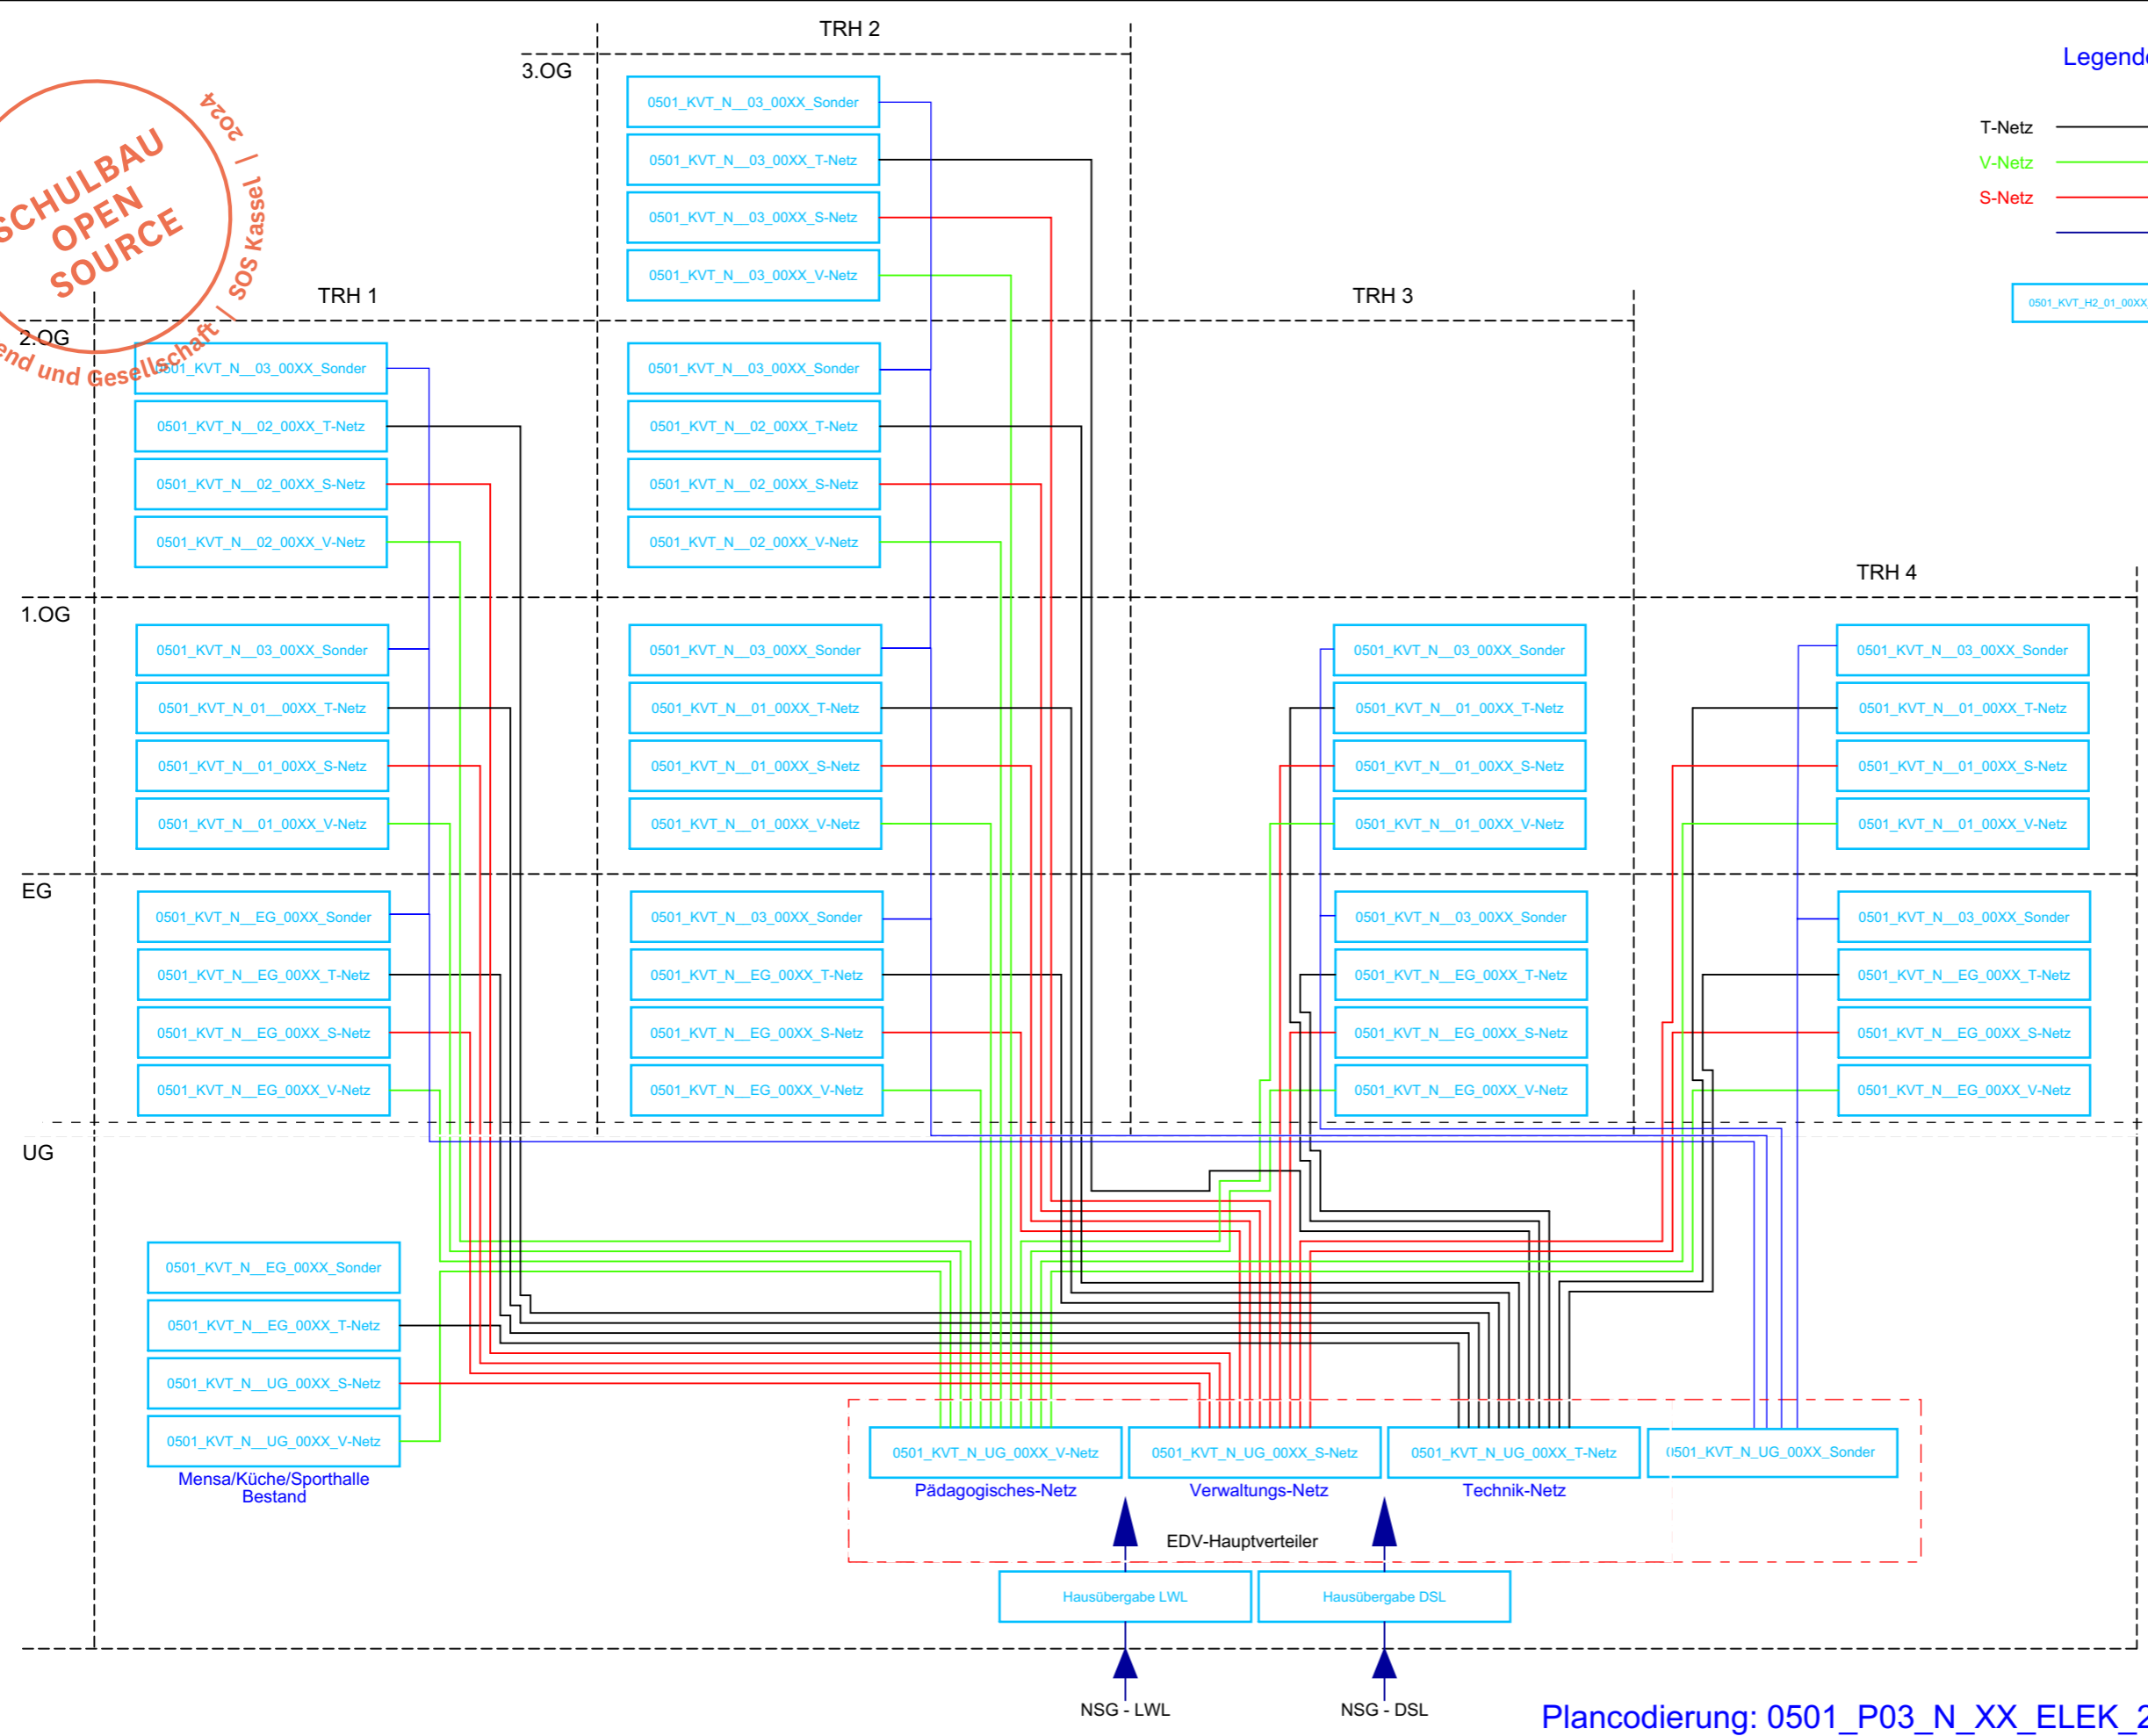 TRH 2
3.OG
Legende
0501_KVT_N__03_00XX_Sonder
0501_KVT_N__03_00XX_T-Netz
0501_KVT_N__03_00XX_S-Netz
0501_KVT_N__03_00XX_V-Netz
T-Netz
V-Netz
S-Netz
0501_KVT_H2_01_00XX
SCHULBAU
OPEN
SOURCE
und Gesellschaft | SOS Kassel | 2024
TRH 1
TRH 3
2.OG
0501_KVT_N__03_00XX_Sonder
0501_KVT_N__02_00XX_T-Netz
0501_KVT_N__02_00XX_S-Netz
0501_KVT_N__02_00XX_V-Netz
0501_KVT_N__03_00XX_Sonder
0501_KVT_N__02_00XX_T-Netz
0501_KVT_N__02_00XX_S-Netz
0501_KVT_N__02_00XX_V-Netz
TRH 4
1.OG
0501_KVT_N__03_00XX_Sonder
0501_KVT_N_01__00XX_T-Netz
0501_KVT_N__01_00XX_S-Netz
0501_KVT_N__01_00XX_V-Netz
0501_KVT_N__03_00XX_Sonder
0501_KVT_N__01_00XX_T-Netz
0501_KVT_N__01_00XX_S-Netz
0501_KVT_N__01_00XX_V-Netz
0501_KVT_N__03_00XX_Sonder
0501_KVT_N__01_00XX_T-Netz
0501_KVT_N__01_00XX_S-Netz
0501_KVT_N__01_00XX_V-Netz
0501_KVT_N__03_00XX_Sonder
0501_KVT_N__01_00XX_T-Netz
0501_KVT_N__01_00XX_S-Netz
0501_KVT_N__01_00XX_V-Netz
EG
0501_KVT_N__EG_00XX_Sonder
0501_KVT_N__EG_00XX_T-Netz
0501_KVT_N__EG_00XX_S-Netz
0501_KVT_N__EG_00XX_V-Netz
0501_KVT_N__03_00XX_Sonder
0501_KVT_N__EG_00XX_T-Netz
0501_KVT_N__EG_00XX_S-Netz
0501_KVT_N__EG_00XX_V-Netz
0501_KVT_N__03_00XX_Sonder
0501_KVT_N__EG_00XX_T-Netz
0501_KVT_N__EG_00XX_S-Netz
0501_KVT_N__EG_00XX_V-Netz
0501_KVT_N__03_00XX_Sonder
0501_KVT_N__EG_00XX_T-Netz
0501_KVT_N__EG_00XX_S-Netz
0501_KVT_N__EG_00XX_V-Netz
UG
0501_KVT_N__EG_00XX_Sonder
0501_KVT_N__EG_00XX_T-Netz
0501_KVT_N__UG_00XX_S-Netz
0501_KVT_N__UG_00XX_V-Netz
Mensa/Küche/Sporthalle
Bestand
0501_KVT_N_UG_00XX_V-Netz
0501_KVT_N_UG_00XX_S-Netz
0501_KVT_N_UG_00XX_T-Netz
0501_KVT_N_UG_00XX_Sonder
Pädagogisches-Netz
Verwaltungs-Netz
Technik-Netz
EDV-Hauptverteiler
Hausübergabe LWL
Hausübergabe DSL
NSG - LWL
NSG - DSL
Plancodierung: 0501_P03_N_XX_ELEK_2